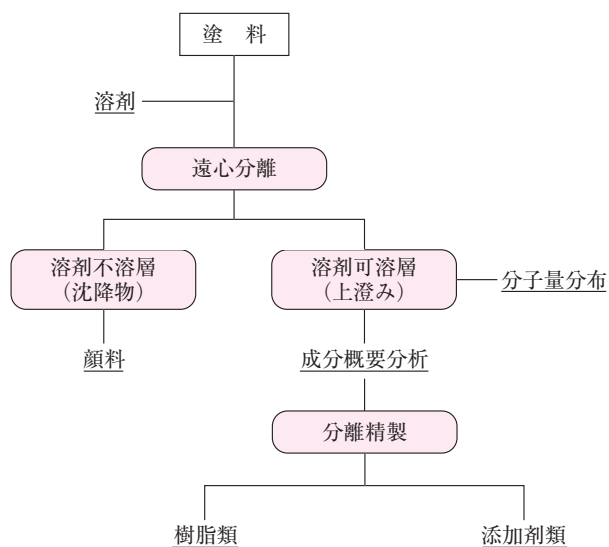 塗 料
溶剤
遠心分離
溶剤不溶層
（沈降物）
溶剤可溶層
（上澄み）
分子量分布
顔料
成分概要分析
分離精製
樹脂類
添加剤類